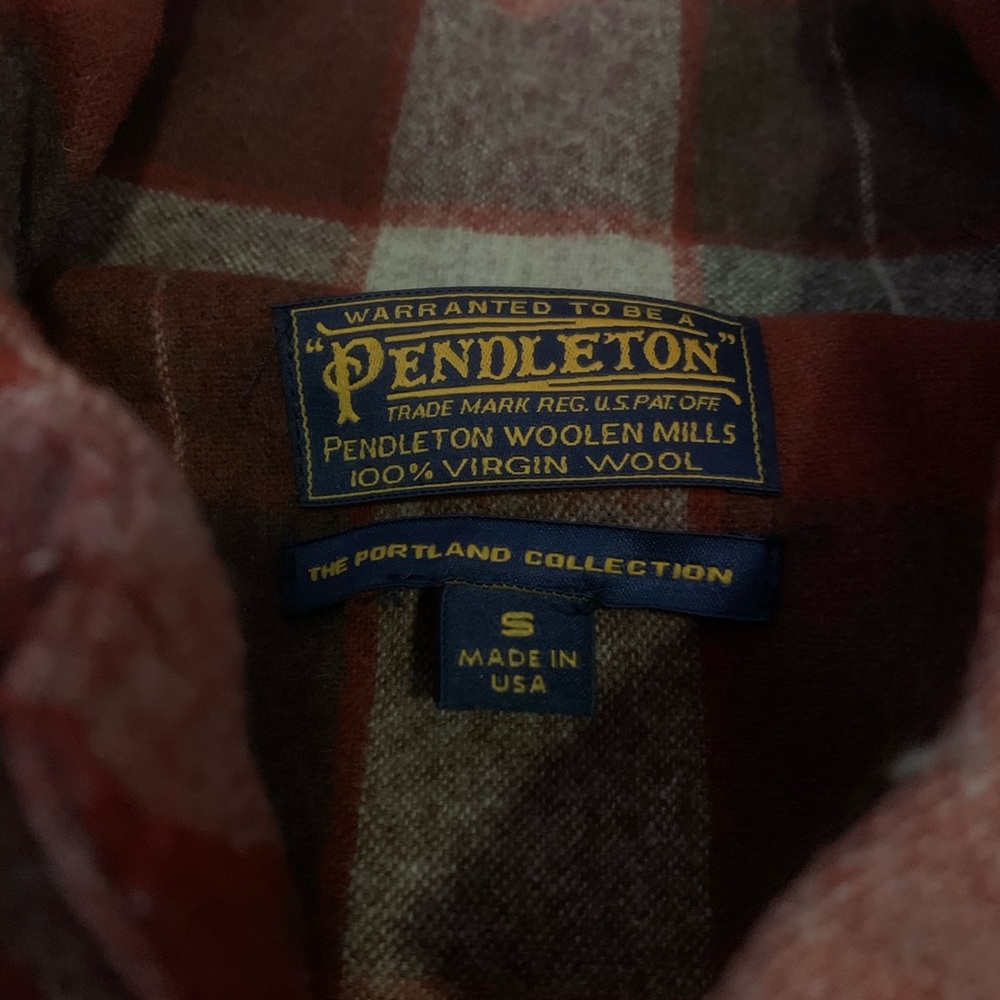 WARRANTED TO BE A
"PENDLETON"
TRADE MARK REG. U.S. PAT. OFF.
PENDLETON WOOLEN MILLS
100% VIRGIN WOOL
THE PORTLAND COLLECTION
S
MADE IN
USA